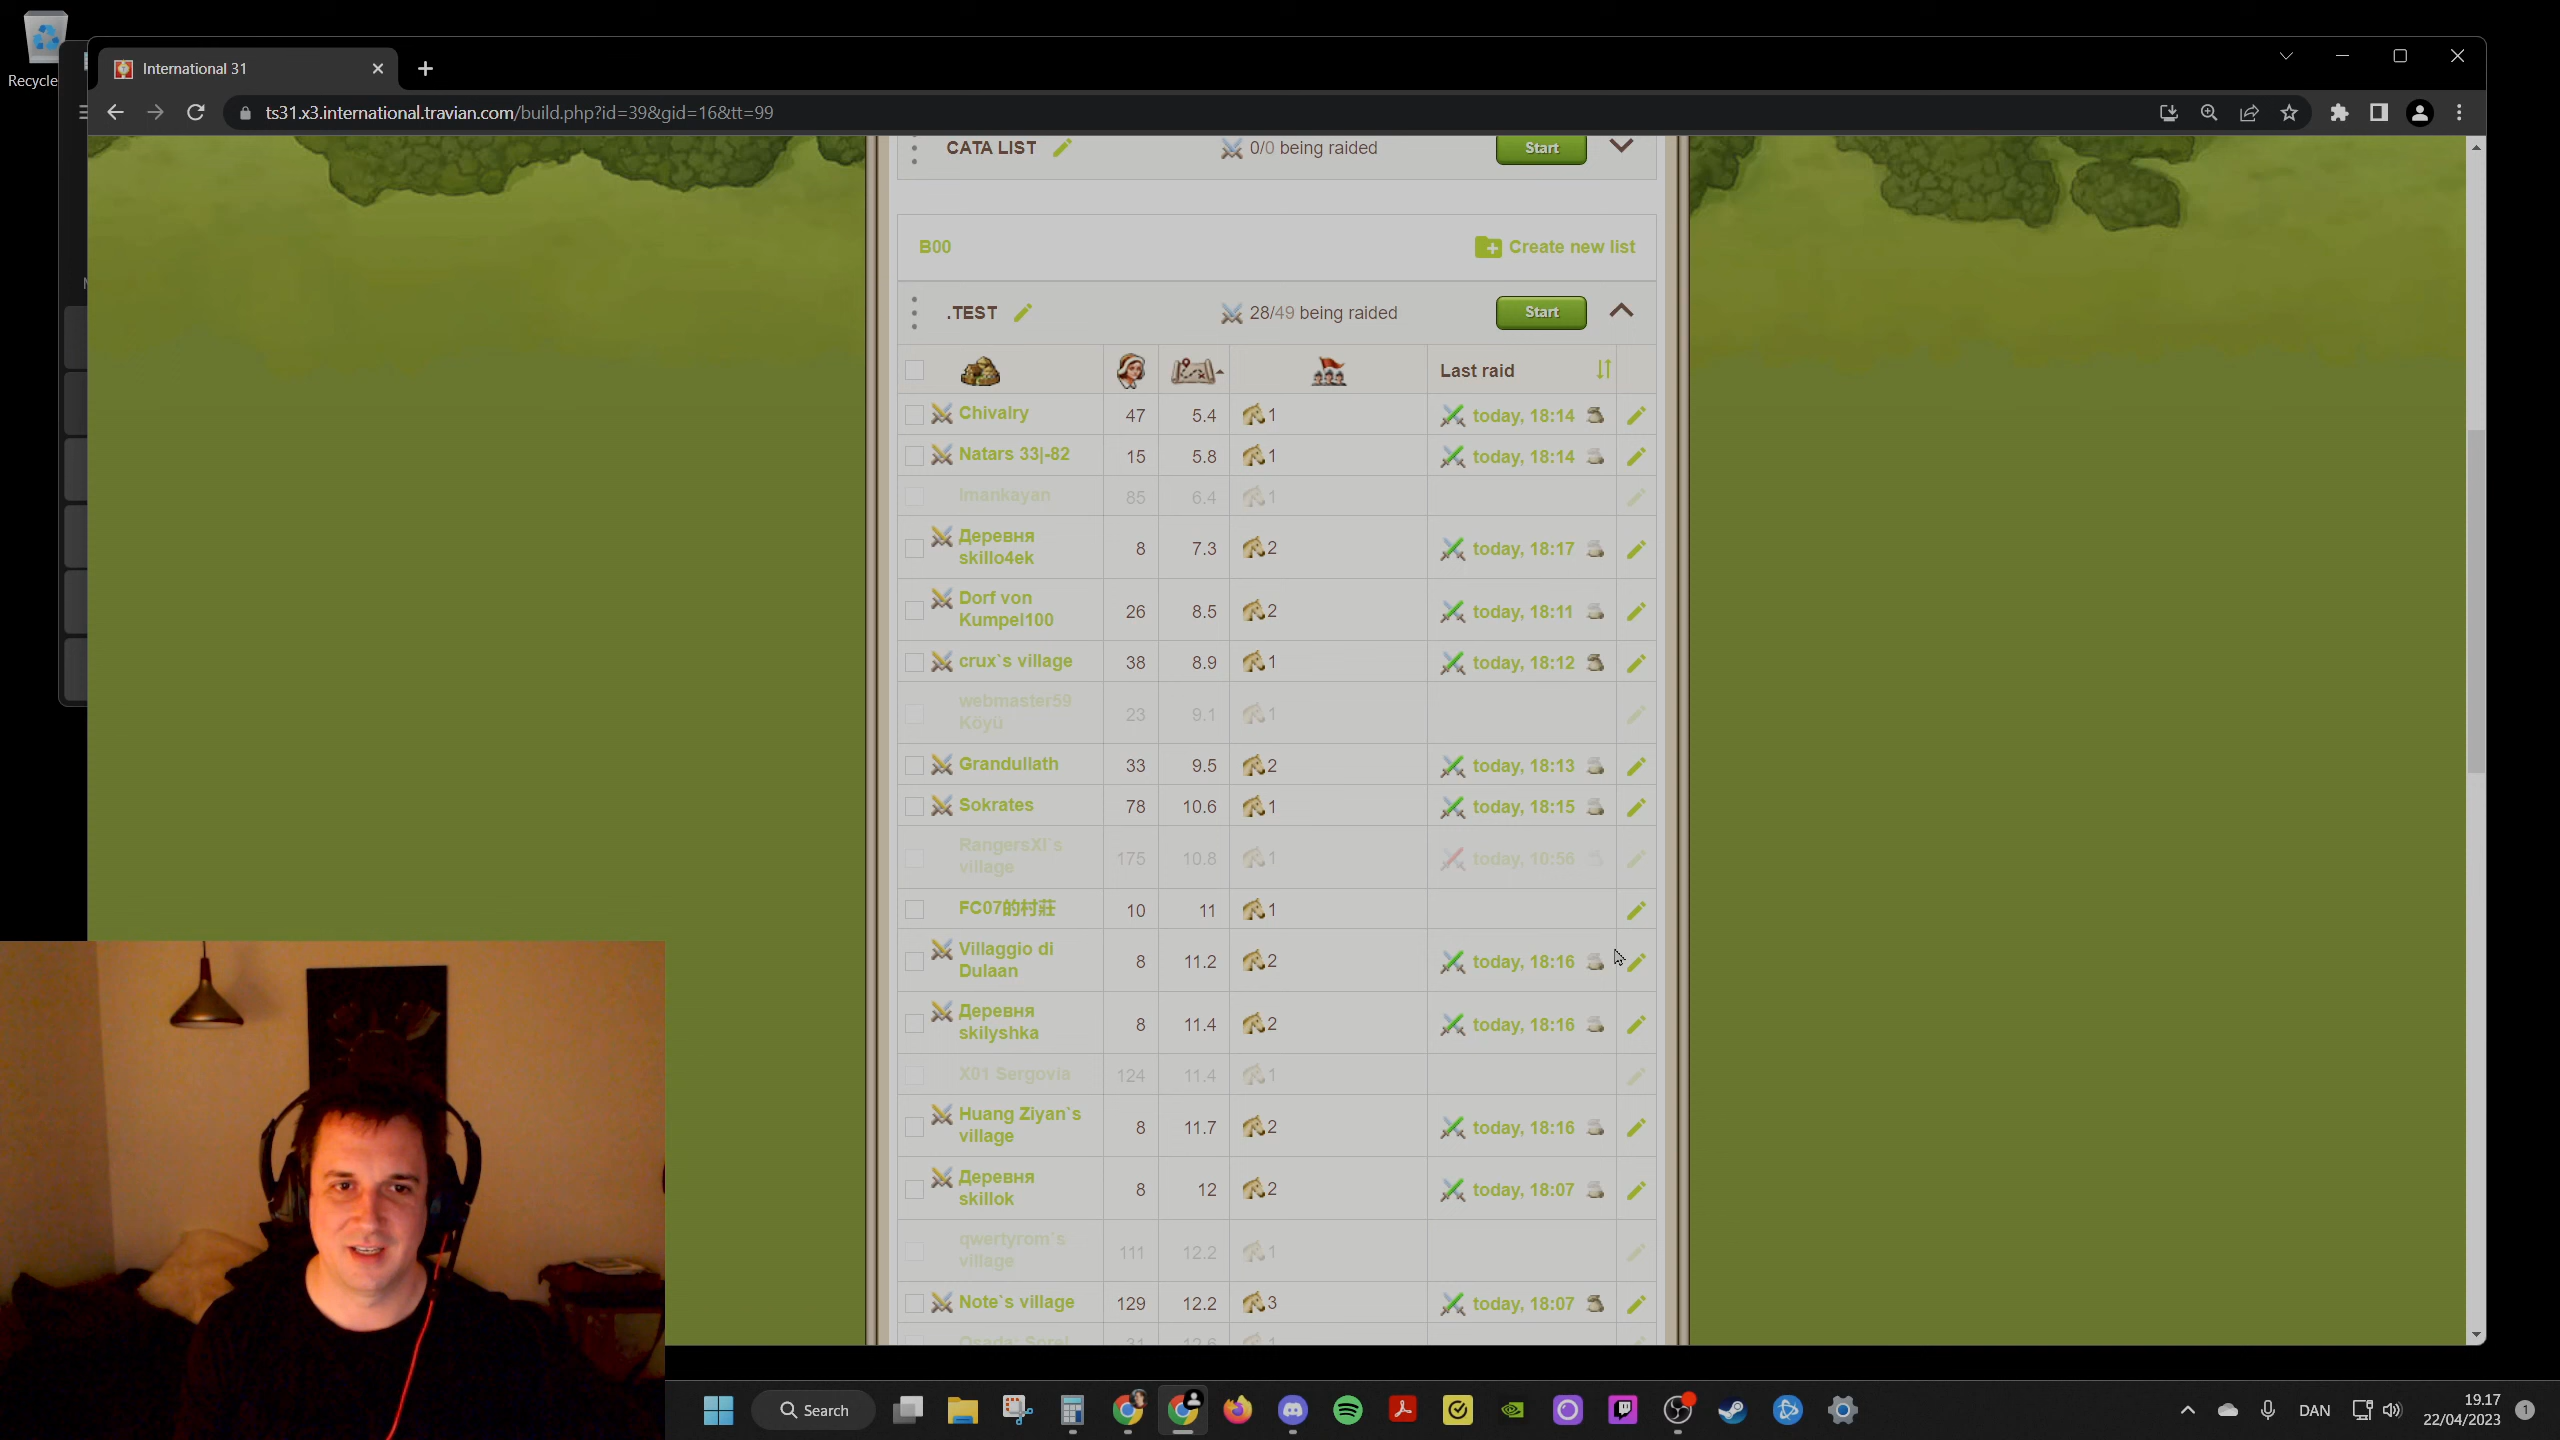 Recycle
International 31
ts31.x3.international.travian.com/build.php?id=39&gid=16&tt=99
CATA LIST 0/0 being raided Start
B00 Create new list
.TEST 28/49 being raided Start
Last raid
Chivalry 47 5.4 1 today, 18:14
Natars 33|-82 15 5.8 1 today, 18:14
Imankayan 85 6.4 1
Деревня
skillo4ek 8 7.3 2 today, 18:17
Dorf von
Kumpel100 26 8.5 2 today, 18:11
crux`s village 38 8.9 1 today, 18:12
webmaster59
Köyü 23 9.1 1
Grandullath 33 9.5 2 today, 18:13
Sokrates 78 10.6 1 today, 18:15
RangersXI`s
village 175 10.8 1 today, 10:56
FC07的村莊 10 11 1
Villaggio di
Dulaan 8 11.2 2 today, 18:16
Деревня
skilyshka 8 11.4 2 today, 18:16
X01 Sergovia 124 11.4 1
Huang Ziyan`s
village 8 11.7 2 today, 18:16
Деревня
skillok 8 12 2 today, 18:07
qwertyrom`s
village 111 12.2 1
Note`s village 129 12.2 3 today, 18:07
Search
DAN
19.17
22/04/2023
1